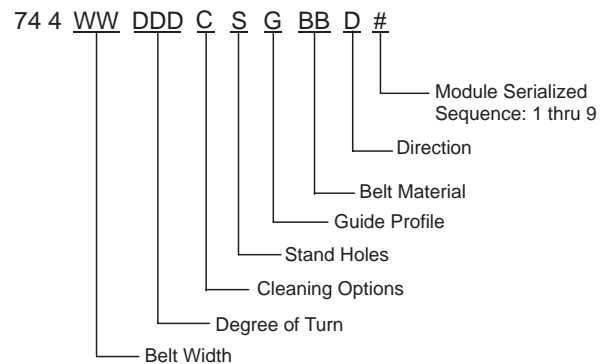 74 4 WW DDD C S G BB D #
Module Serialized
Sequence: 1 thru 9
Direction
Belt Material
Guide Profile
Stand Holes
Cleaning Options
Degree of Turn
Belt Width